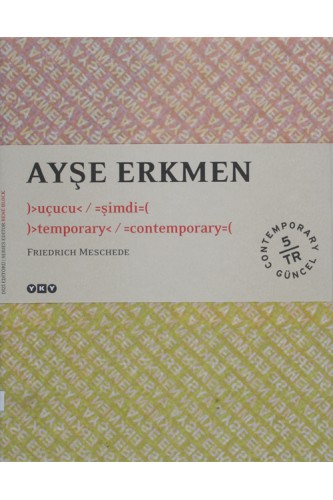 AYŞE ERKMEN
)>uçucu< / =şimdi=(
)>temporary< / =contemporary=(
FRIEDRICH MESCHEDE
YKY
CONTEMPORARY
5/TR
GÜNCEL